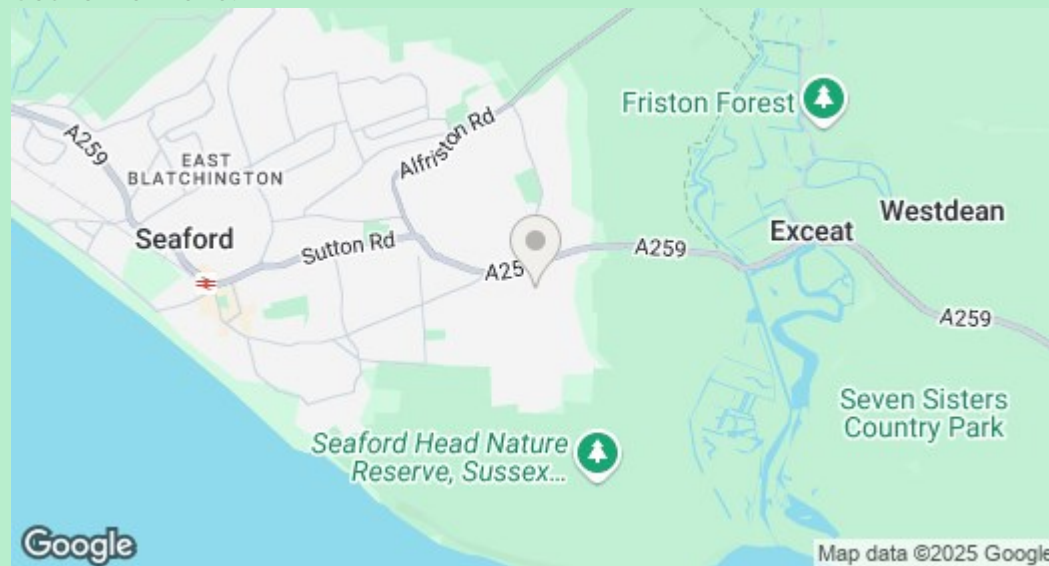 Friston Forest
A259
Alfriston Rd
EAST
BLATCHINGTON
Westdean
Seaford
Sutton Rd
Exceat
A259
A25
A259
Seven Sisters
Country Park
Seaford Head Nature
Reserve, Sussex...
Google
Map data ©2025 Google